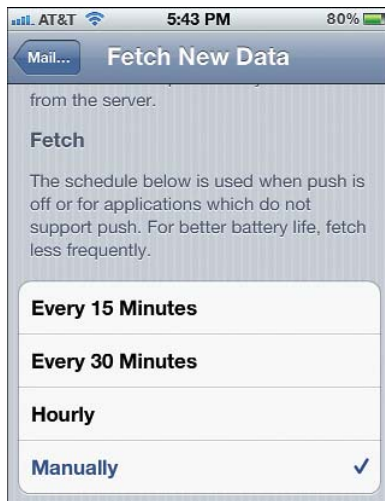 AT&T 5:43 PM 80%
Mail... Fetch New Data
from the server.
Fetch
The schedule below is used when push is
off or for applications which do not
support push. For better battery life, fetch
less frequently.
Every 15 Minutes
Every 30 Minutes
Hourly
Manually